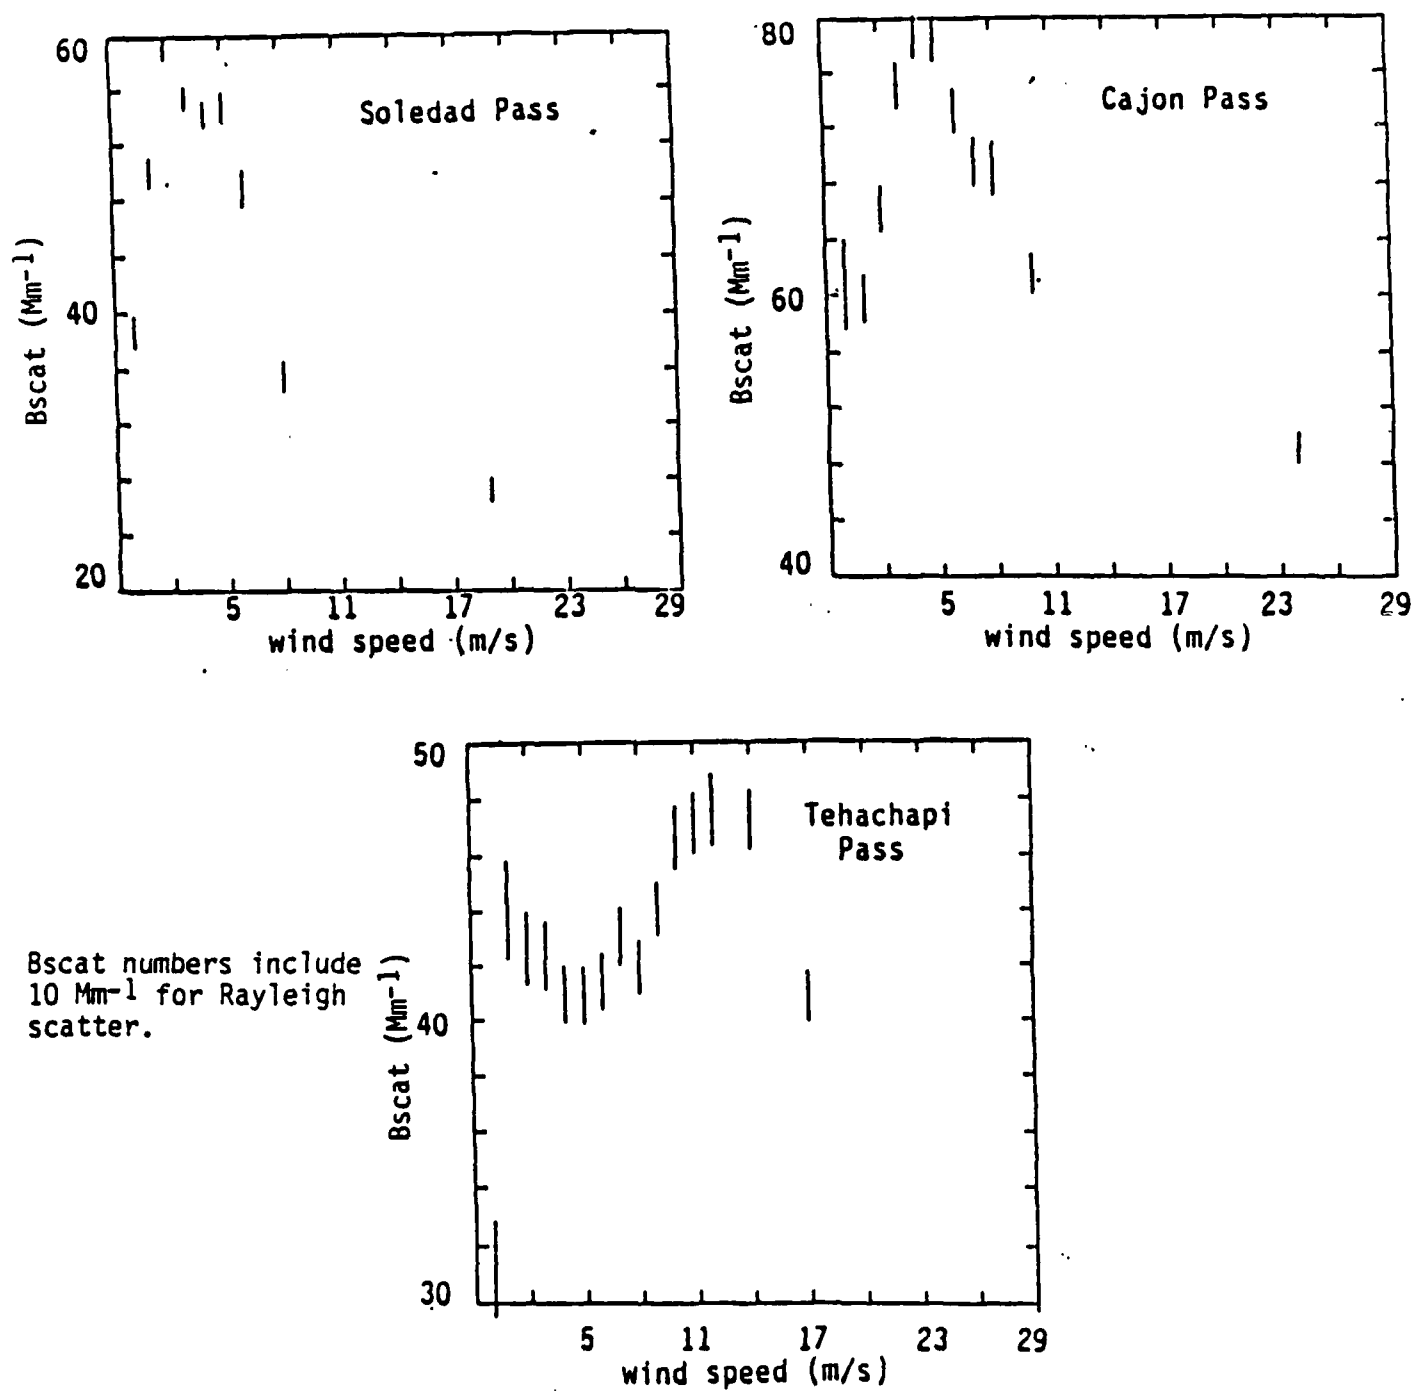 60
40
20
Bscat (Mm-1)
Soledad Pass
5 11 17 23 29
wind speed (m/s)
80
60
40
Bscat (Mm-1)
Cajon Pass
5 11 17 23 29
wind speed (m/s)
Bscat numbers include
10 Mm-1 for Rayleigh
scatter.
50
40
30
Bscat (Mm-1)
Tehachapi
Pass
5 11 17 23 29
wind speed (m/s)